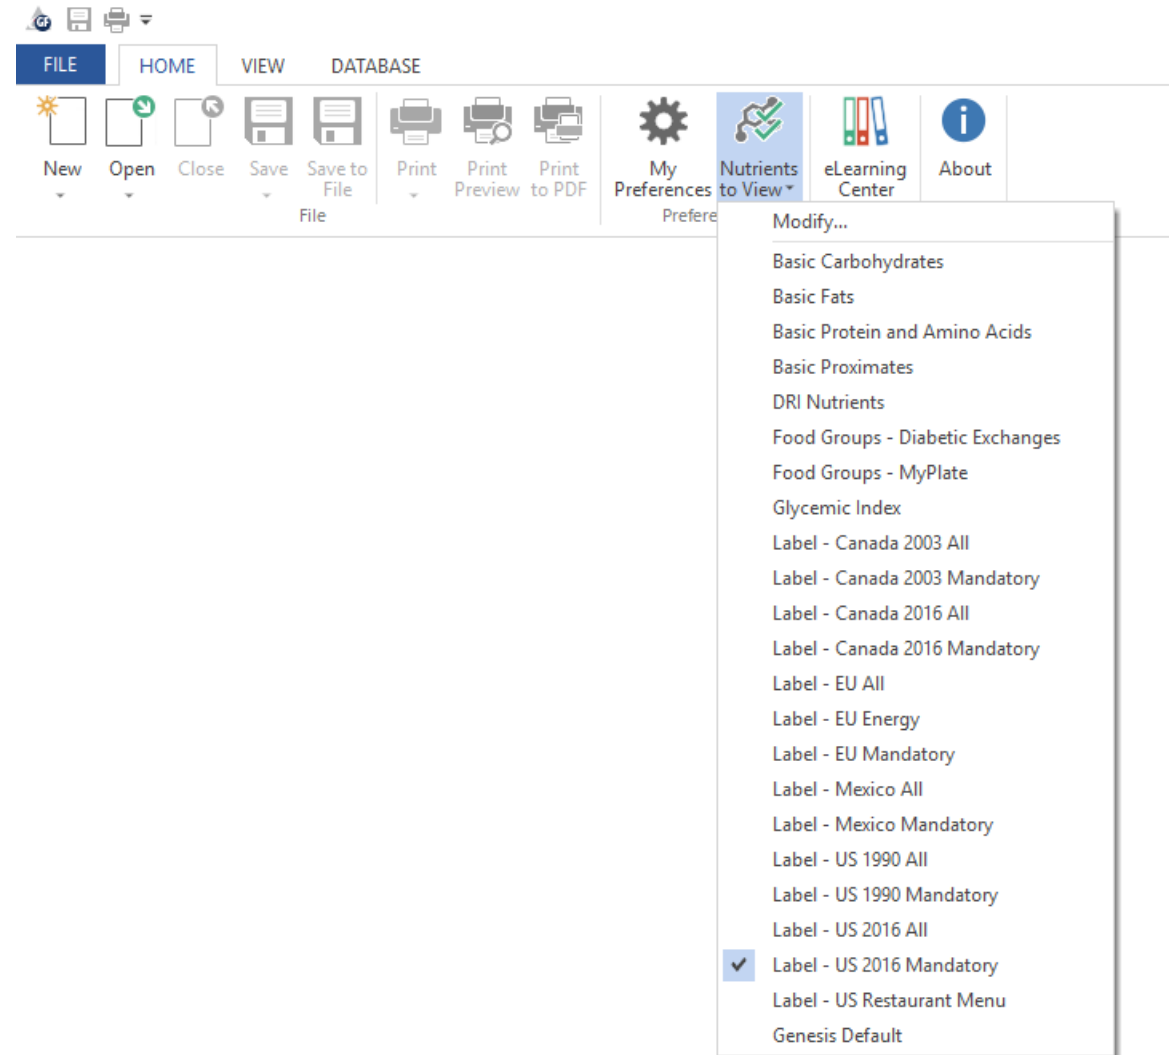 GF
FILE HOME VIEW DATABASE
New Open Close Save Save to File Print Print Preview Print to PDF My Preferences Nutrients to View eLearning Center About
File Prefere
Modify...
Basic Carbohydrates
Basic Fats
Basic Protein and Amino Acids
Basic Proximates
DRI Nutrients
Food Groups - Diabetic Exchanges
Food Groups - MyPlate
Glycemic Index
Label - Canada 2003 All
Label - Canada 2003 Mandatory
Label - Canada 2016 All
Label - Canada 2016 Mandatory
Label - EU All
Label - EU Energy
Label - EU Mandatory
Label - Mexico All
Label - Mexico Mandatory
Label - US 1990 All
Label - US 1990 Mandatory
Label - US 2016 All
Label - US 2016 Mandatory
Label - US Restaurant Menu
Genesis Default